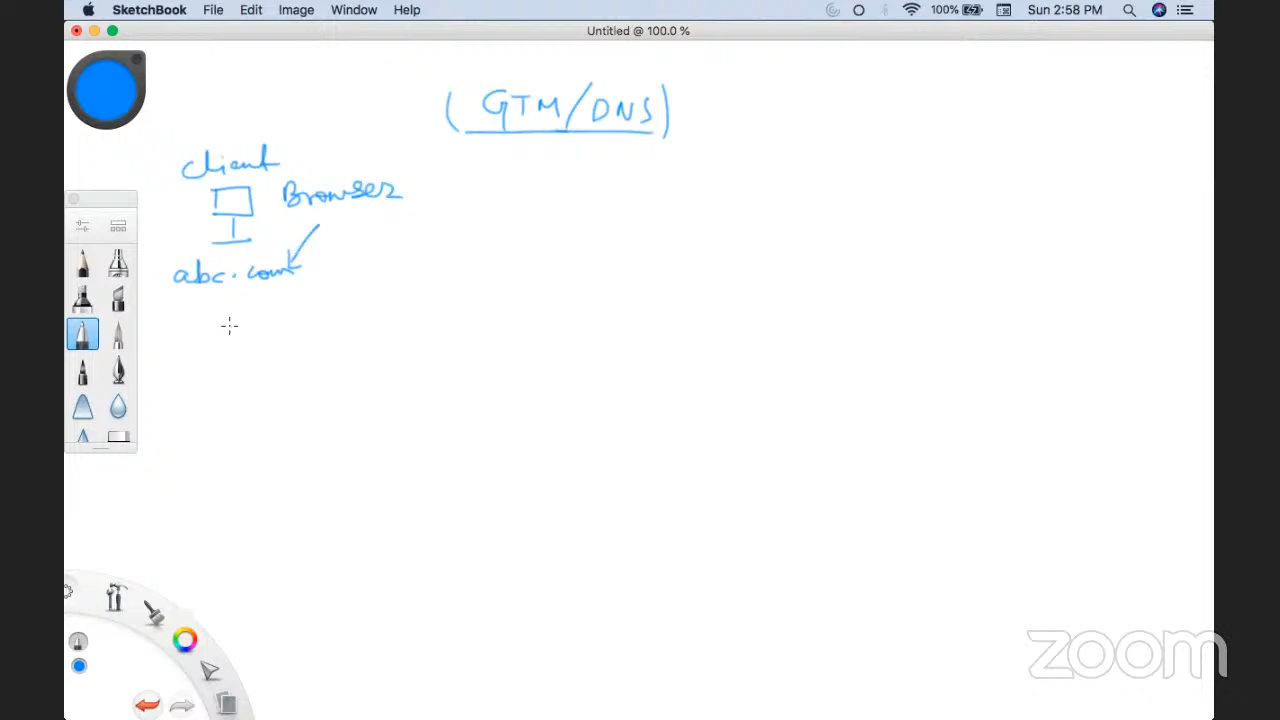 SketchBook File Edit Image Window Help 100% Sun 2:58 PM
Untitled @ 100.0 %
( GTM/DNS )
client
Browser
abc.com
zoom